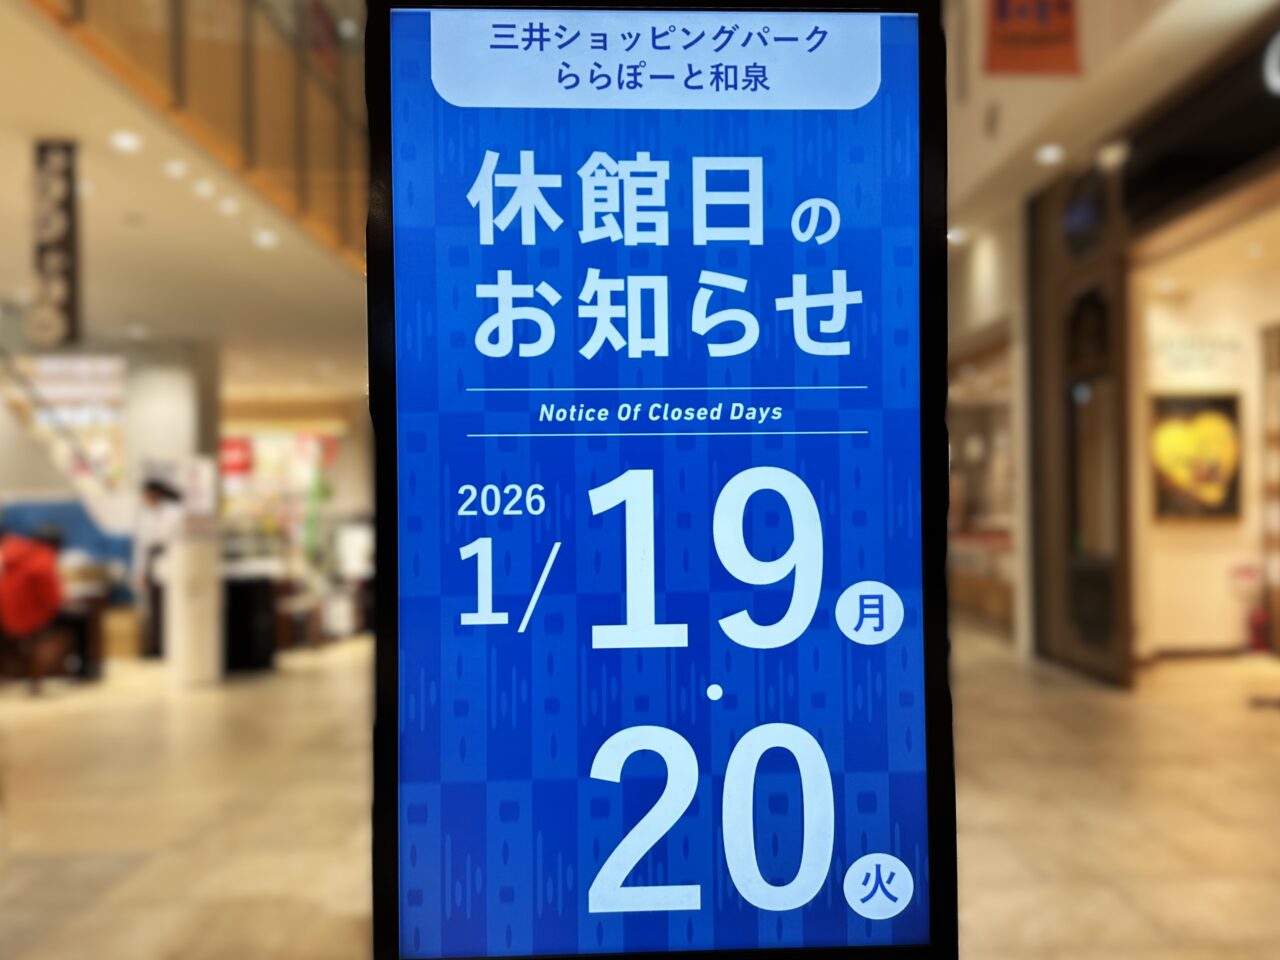 三井ショッピングパーク
ららぽーと和泉
休館日の
お知らせ
Notice Of Closed Days
2026
1/19月
・
20火